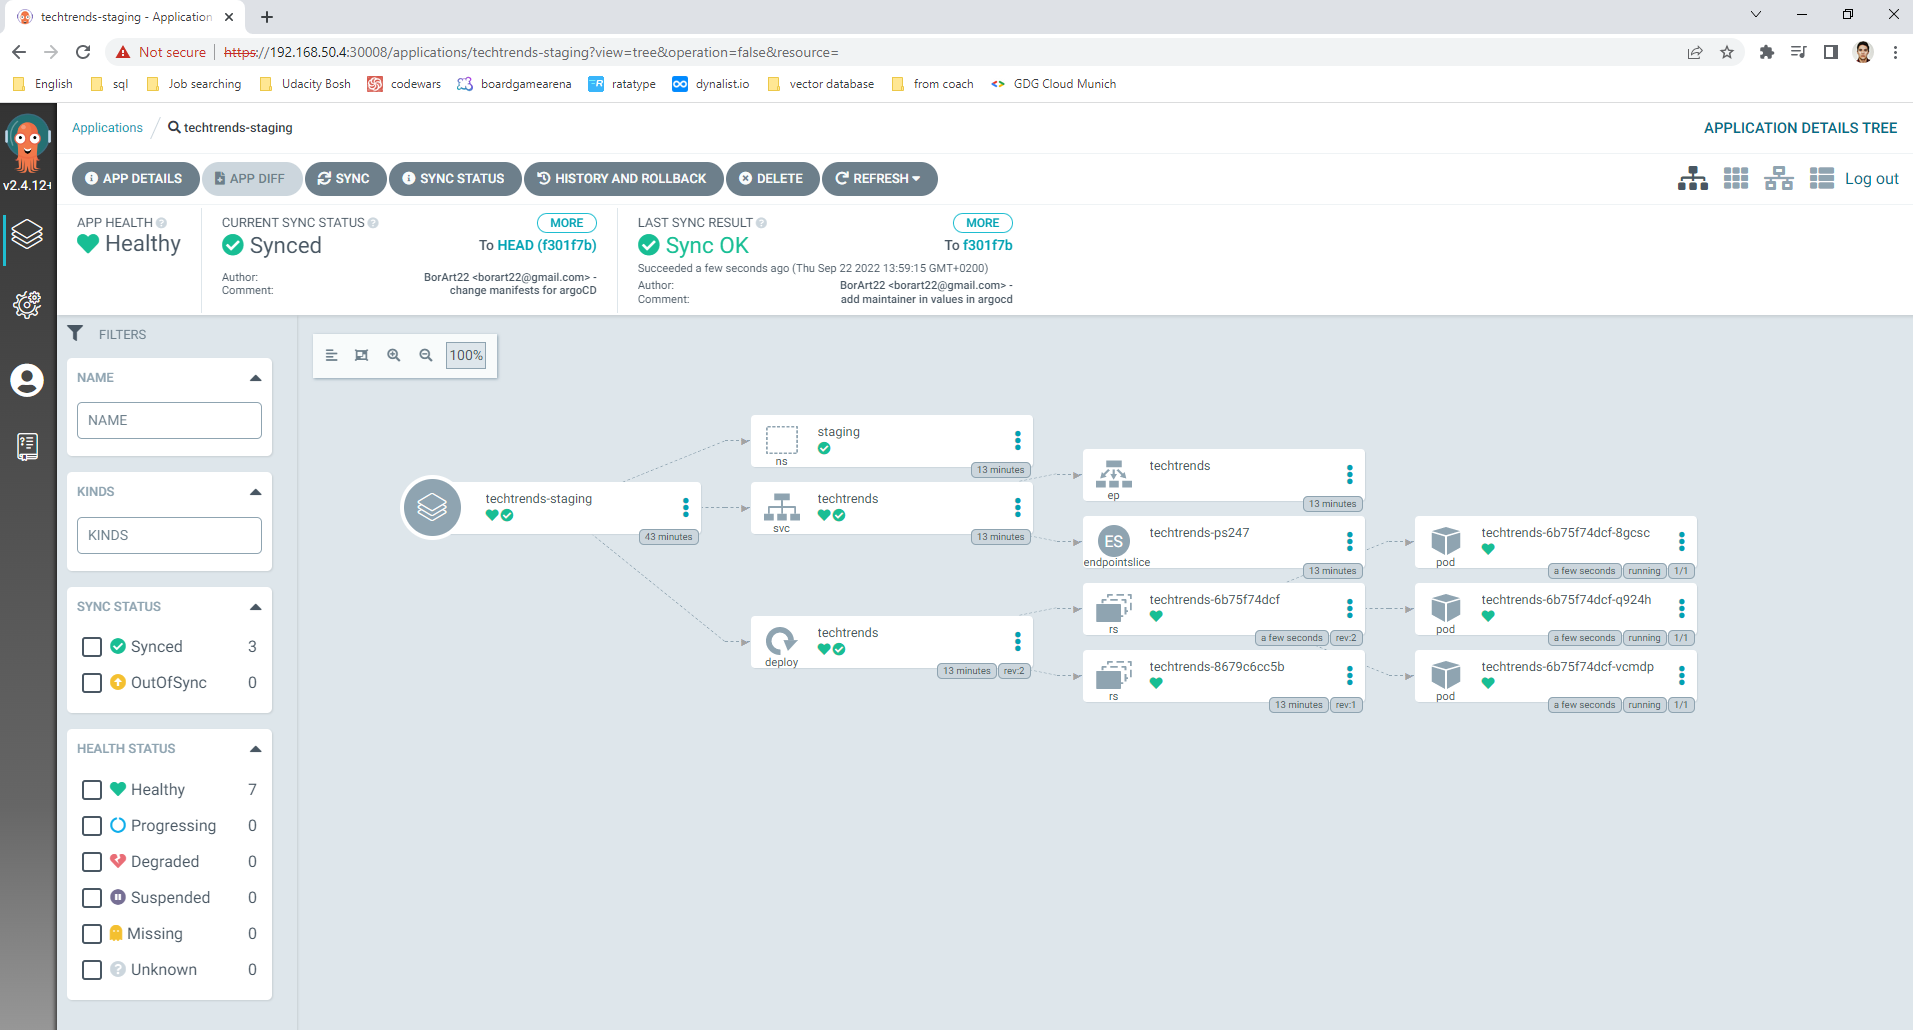 techtrends-staging - Application
Not secure | https://192.168.50.4:30008/applications/techtrends-staging?view=tree&operation=false&resource=
English sql Job searching Udacity Bosh codewars boardgamearena ratatype dynalist.io vector database from coach GDG Cloud Munich
v2.4.12+
Applications / techtrends-staging
APPLICATION DETAILS TREE
APP DETAILS APP DIFF SYNC SYNC STATUS HISTORY AND ROLLBACK DELETE REFRESH
Log out
APP HEALTH
Healthy
CURRENT SYNC STATUS MORE
Synced To HEAD (f301f7b)
Author: BorArt22 <borart22@gmail.com> -
Comment: change manifests for argoCD
LAST SYNC RESULT MORE
Sync OK To f301f7b
Succeeded a few seconds ago (Thu Sep 22 2022 13:59:15 GMT+0200)
Author: BorArt22 <borart22@gmail.com> -
Comment: add maintainer in values in argocd
FILTERS
NAME
NAME
KINDS
KINDS
SYNC STATUS
Synced 3
OutOfSync 0
HEALTH STATUS
Healthy 7
Progressing 0
Degraded 0
Suspended 0
Missing 0
Unknown 0
100%
techtrends-staging
43 minutes
staging
ns
13 minutes
techtrends
svc
13 minutes
techtrends
deploy
13 minutes rev:2
techtrends
ep
13 minutes
ES
techtrends-ps247
endpointslice
13 minutes
techtrends-6b75f74dcf
rs
a few seconds rev:2
techtrends-8679c6cc5b
rs
13 minutes rev:1
techtrends-6b75f74dcf-8gcsc
pod
a few seconds running 1/1
techtrends-6b75f74dcf-q924h
pod
a few seconds running 1/1
techtrends-6b75f74dcf-vcmdp
pod
a few seconds running 1/1